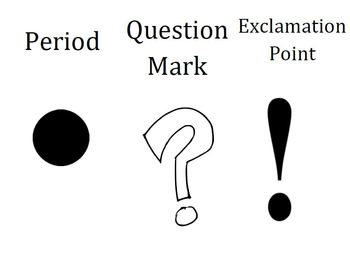 Period
Question
Mark
Exclamation
Point
. ? !